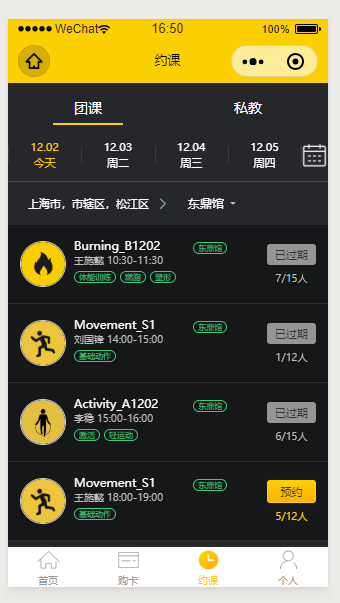 WeChat 16:50 100%
约课
团课 私教
12.02 12.03 12.04 12.05
今天 周二 周三 周四
上海市，市辖区，松江区 东鼎馆
Burning_B1202 东鼎馆 已过期
王施懿 10:30-11:30
体能训练 燃脂 塑形 7/15人
Movement_S1 东鼎馆 已过期
刘国锋 14:00-15:00
基础动作 1/12人
Activity_A1202 东鼎馆 已过期
李稳 15:00-16:00
激活 轻运动 6/15人
Movement_S1 东鼎馆 预约
王施懿 18:00-19:00
基础动作 5/12人
首页 购卡 约课 个人